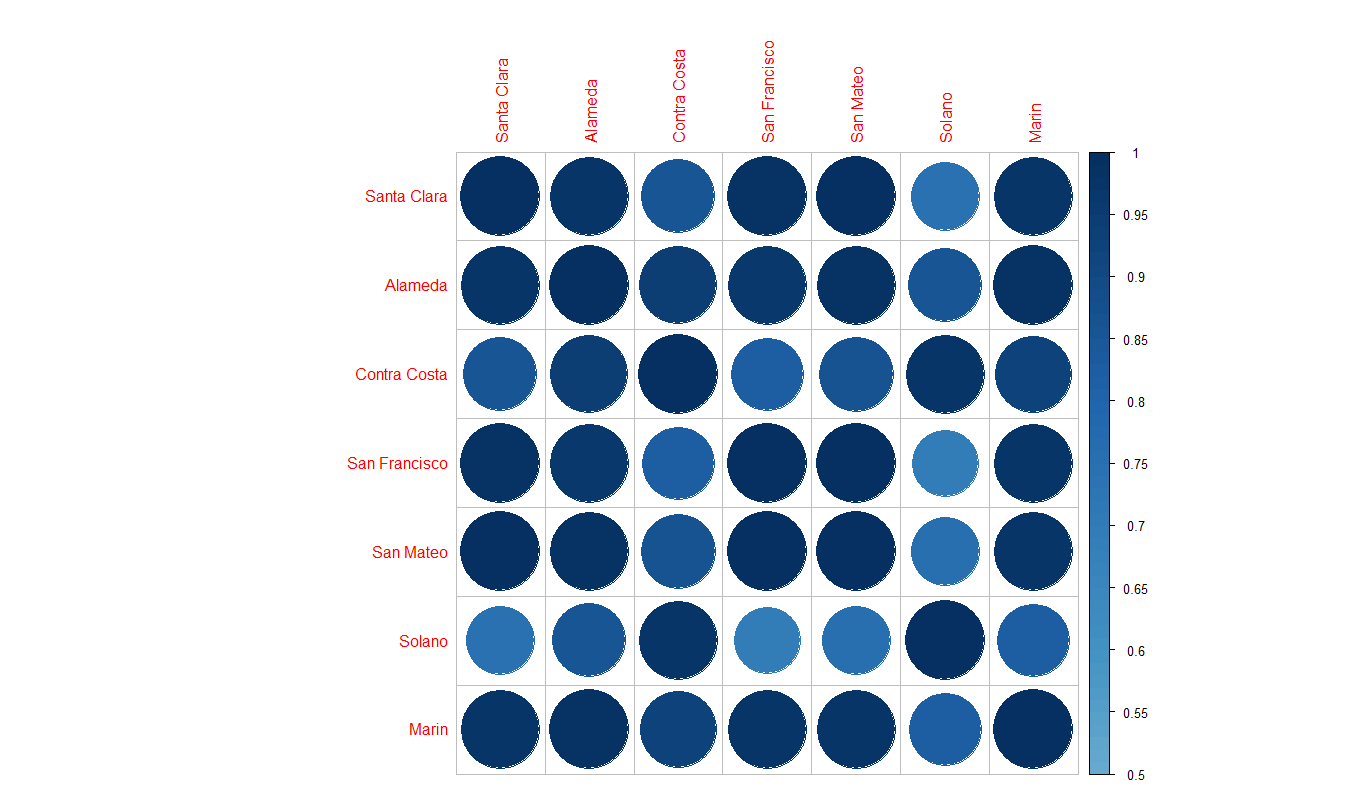 Santa Clara
Alameda
Contra Costa
San Francisco
San Mateo
Solano
Marin
Santa Clara
Alameda
Contra Costa
San Francisco
San Mateo
Solano
Marin
1
0.95
0.9
0.85
0.8
0.75
0.7
0.65
0.6
0.55
0.5